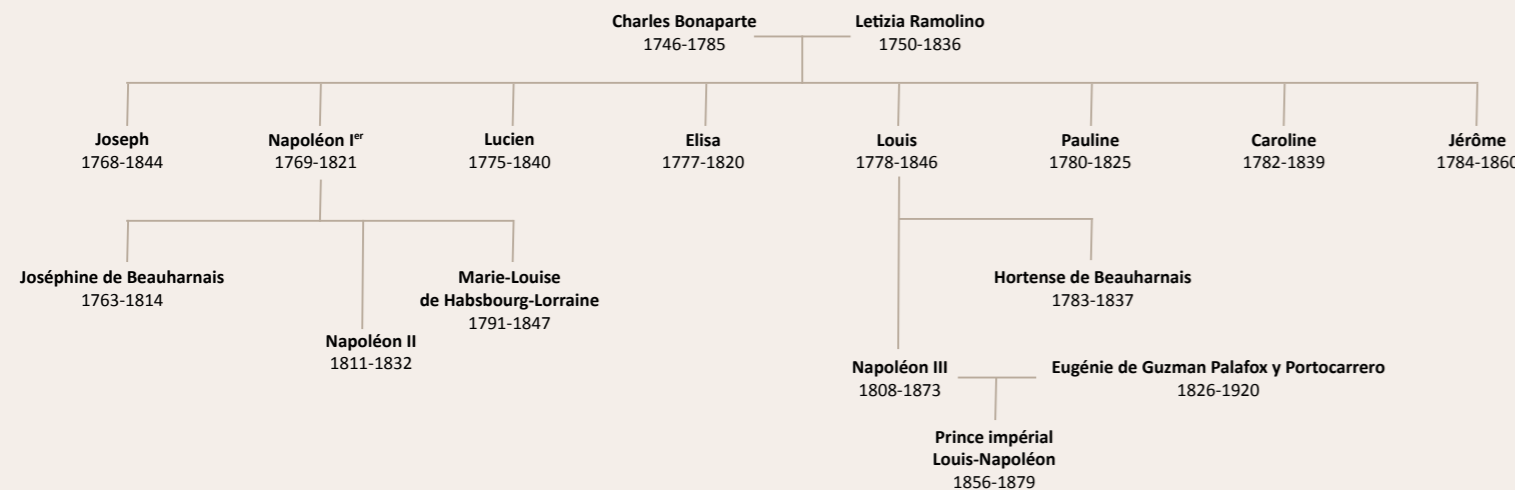 Charles Bonaparte
1746-1785
Letizia Ramolino
1750-1836
Joseph
1768-1844
Napoléon Ier
1769-1821
Lucien
1775-1840
Elisa
1777-1820
Louis
1778-1846
Pauline
1780-1825
Caroline
1782-1839
Jérôme
1784-1860
Joséphine de Beauharnais
1763-1814
Marie-Louise
de Habsbourg-Lorraine
1791-1847
Hortense de Beauharnais
1783-1837
Napoléon II
1811-1832
Napoléon III
1808-1873
Eugénie de Guzman Palafox y Portocarrero
1826-1920
Prince impérial
Louis-Napoléon
1856-1879